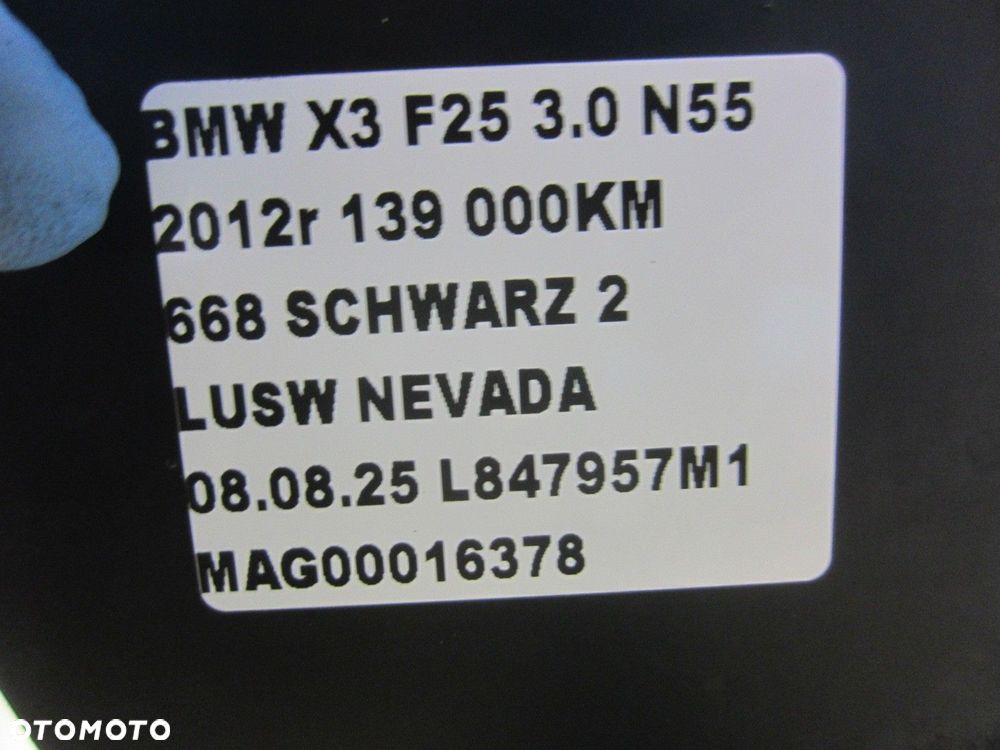 BMW X3 F25 3.0 N55
2012r 139 000KM
668 SCHWARZ 2
LUSW NEVADA
08.08.25 L847957M1
MAG00016378
OTOMOTO